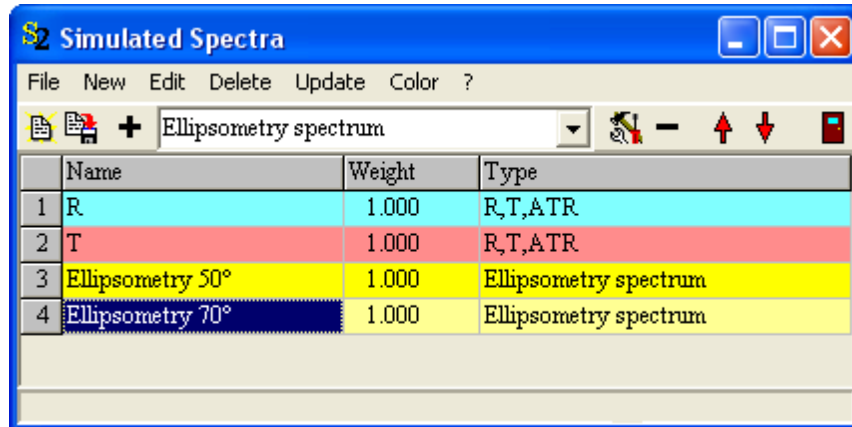 S2 Simulated Spectra
File New Edit Delete Update Color ?
Ellipsometry spectrum
Name Weight Type
1 R 1.000 R,T,ATR
2 T 1.000 R,T,ATR
3 Ellipsometry 50° 1.000 Ellipsometry spectrum
4 Ellipsometry 70° 1.000 Ellipsometry spectrum